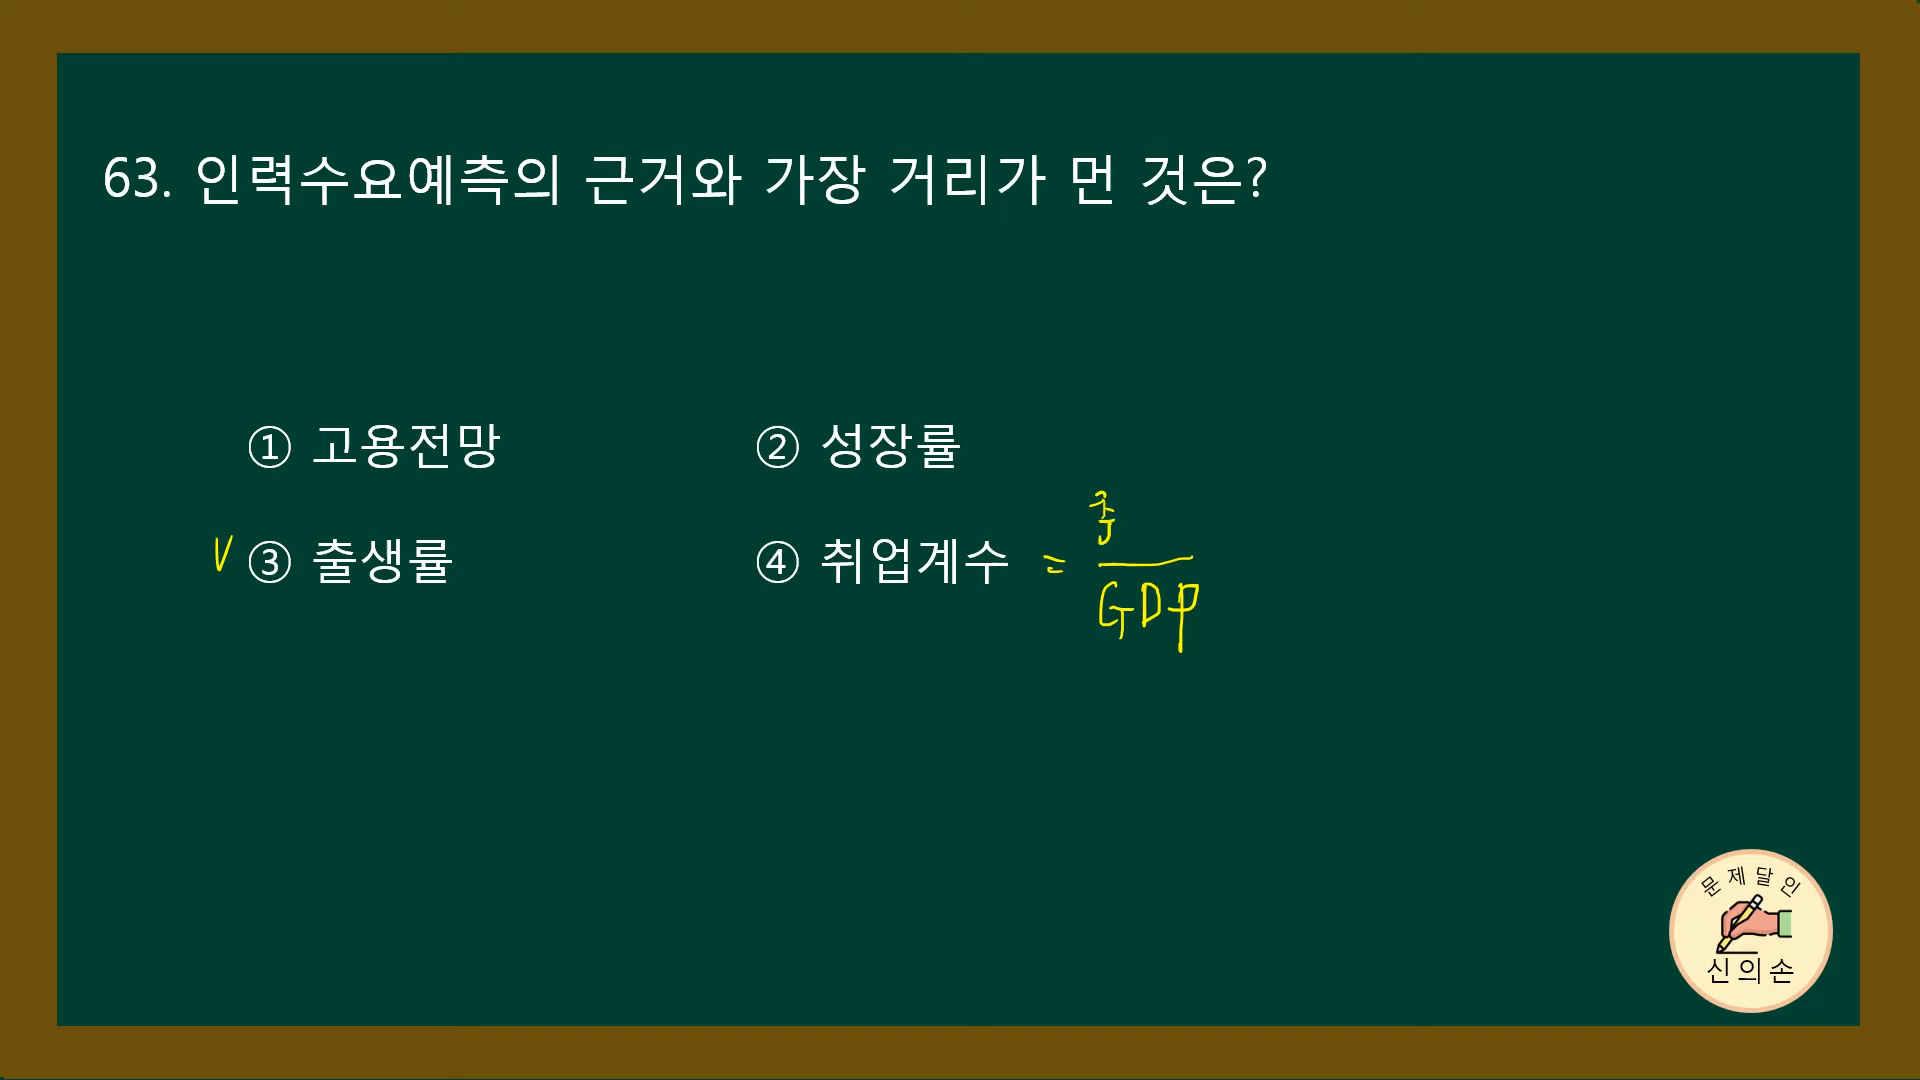 63. 인력수요예측의 근거와 가장 거리가 먼 것은?
① 고용전망 ② 성장률
V ③ 출생률 ④ 취업계수 =
GDP
문제달인
신의손